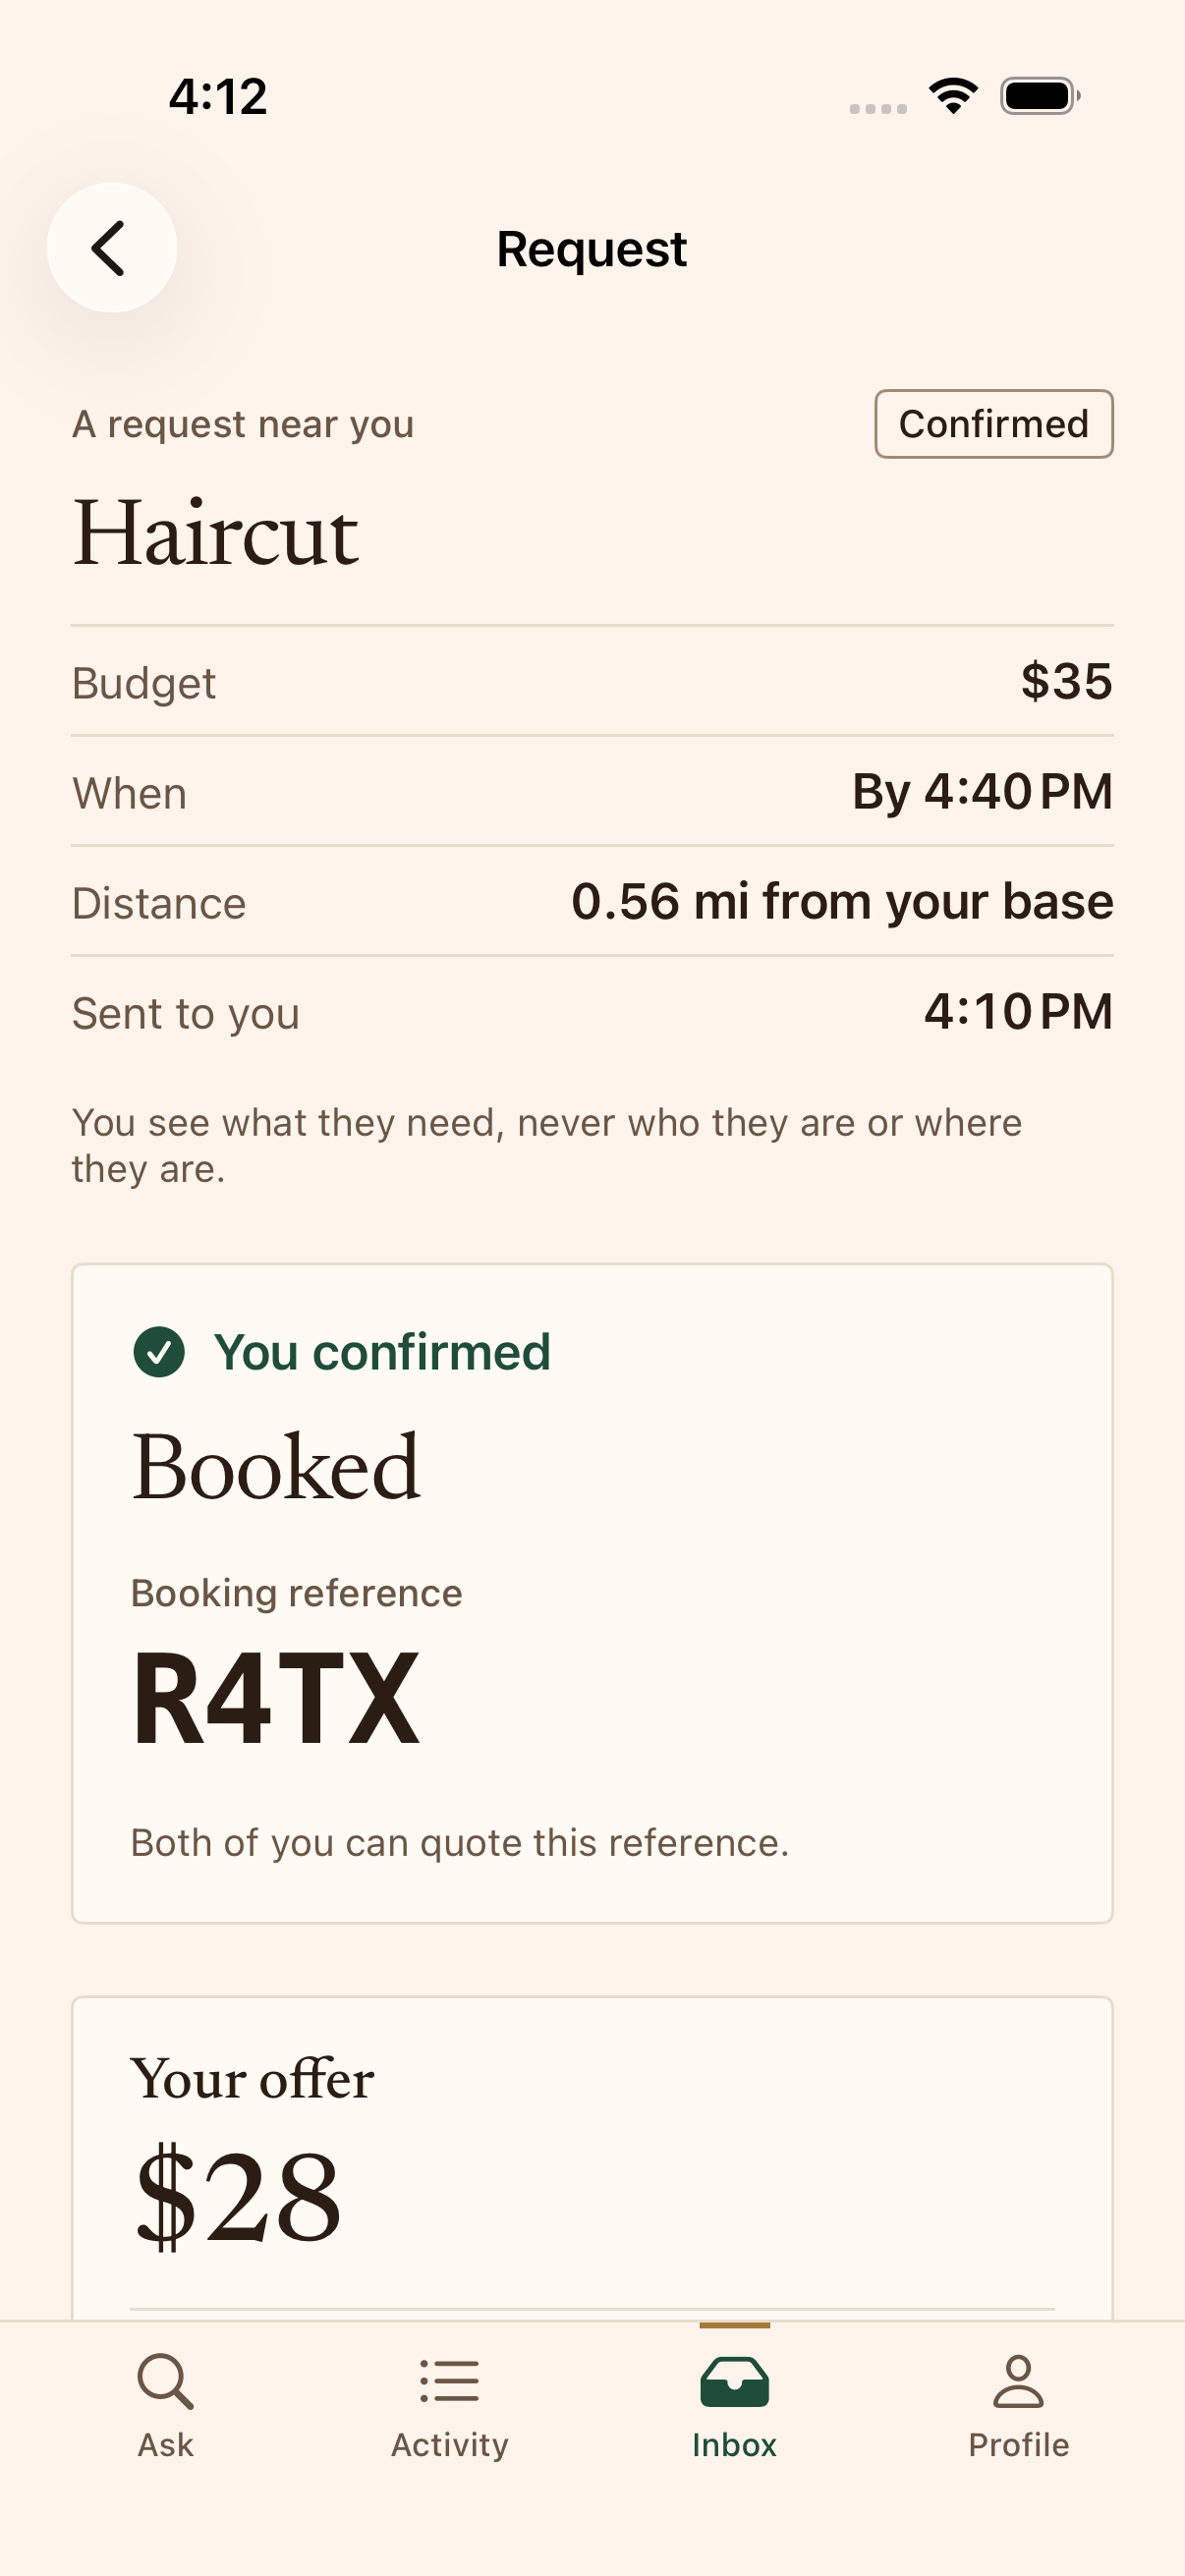 4:12
Request
A request near you
Confirmed
Haircut
Budget
$35
When
By 4:40 PM
Distance
0.56 mi from your base
Sent to you
4:10 PM
You see what they need, never who they are or where
they are.
You confirmed
Booked
Booking reference
R4TX
Both of you can quote this reference.
Your offer
$28
Ask
Activity
Inbox
Profile